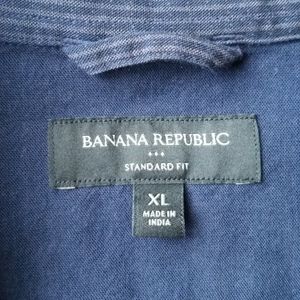 BANANA REPUBLIC
STANDARD FIT
XL
MADE IN
INDIA